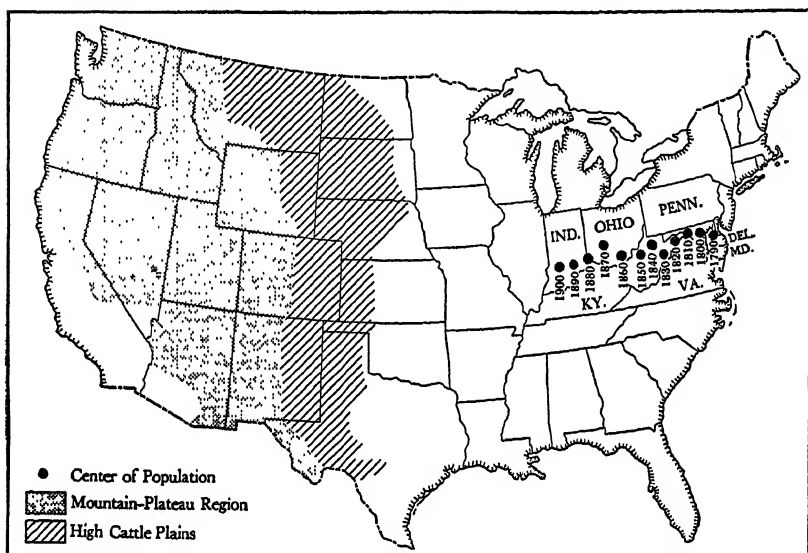 PENN.
OHIO
IND.
DEL.
MD.
VA.
KY.
1900
1890
1880
1870
1860
1850
1840
1830
1820
1810
1800
1790
Center of Population
Mountain-Plateau Region
High Cattle Plains